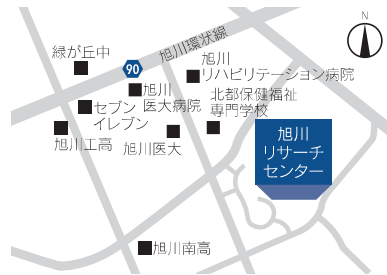 N
緑が丘中
90
旭川環状線
旭川
リハビリテーション病院
旭川
医大病院
セブン
イレブン
北都保健福祉
専門学校
旭川工高
旭川医大
旭川
リサーチ
センター
旭川南高